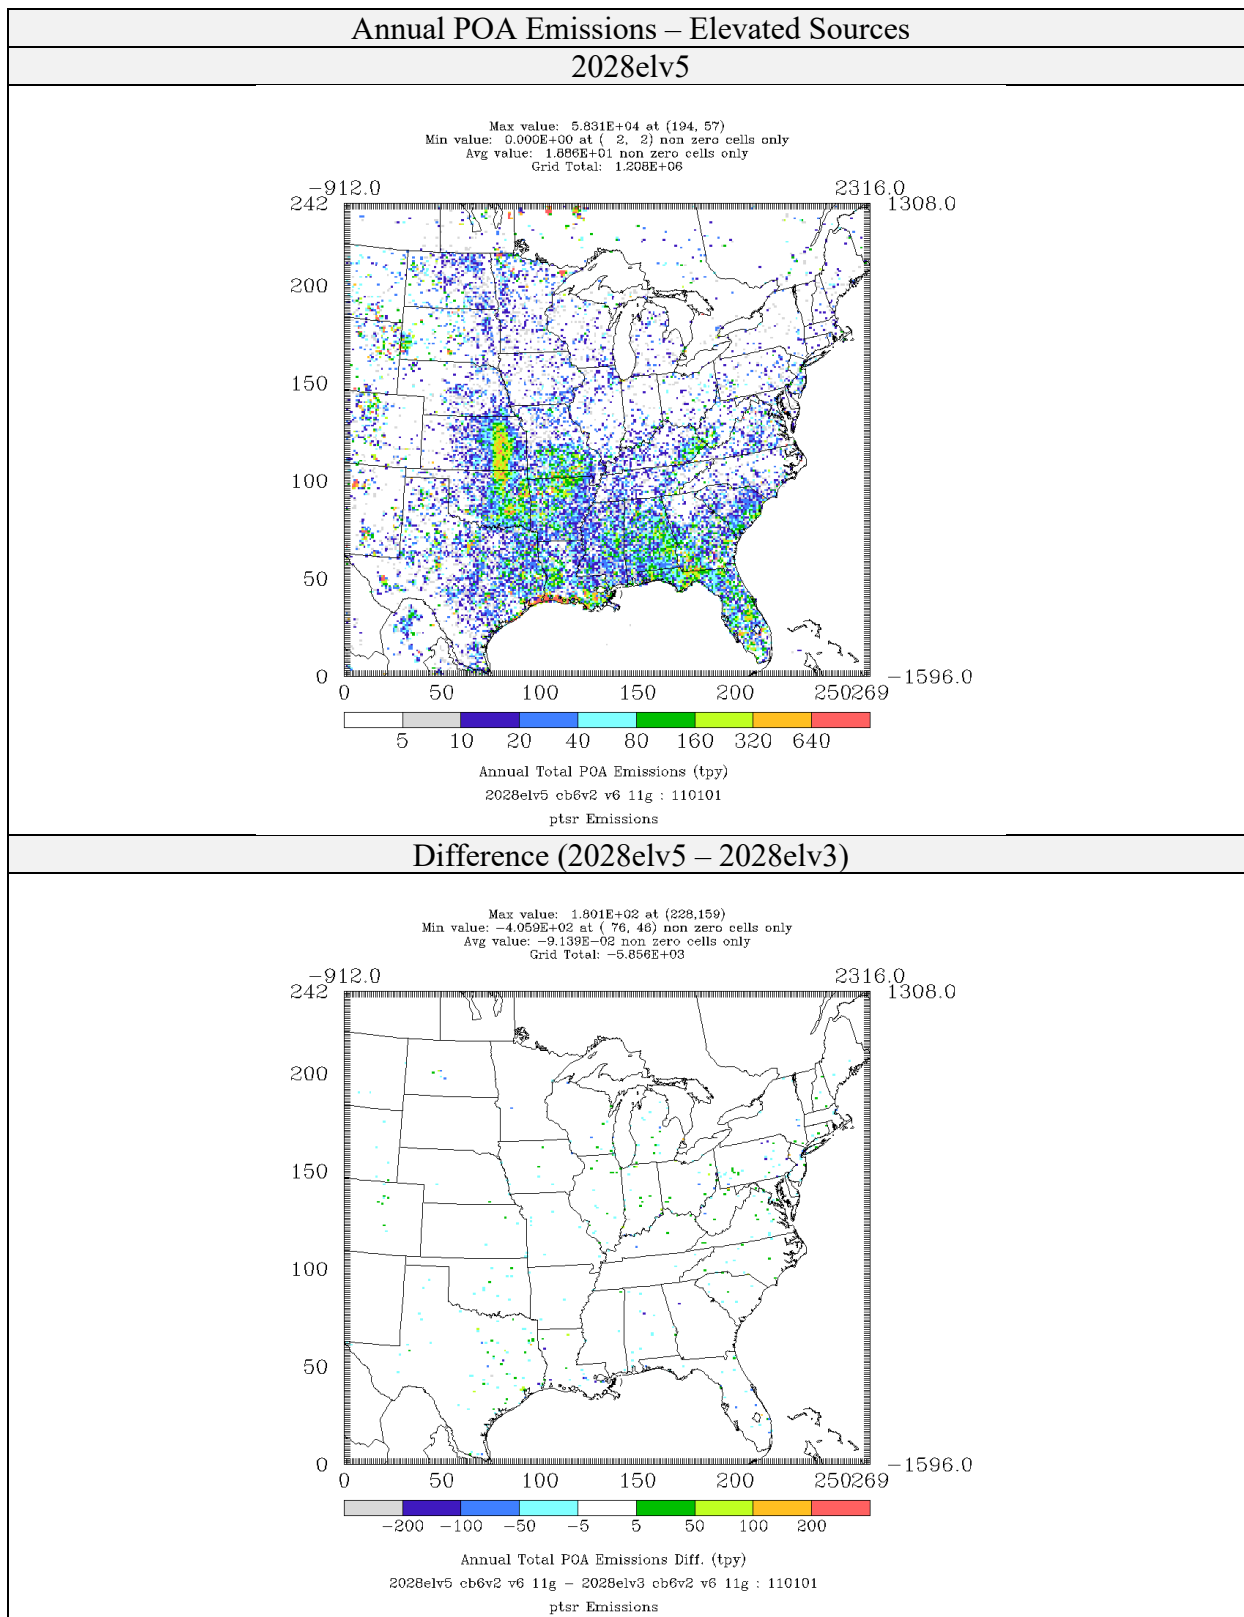 Annual POA Emissions – Elevated Sources
2028elv5
Max value: 5.831E+04 at (194, 57)
Min value: 0.000E+00 at ( 2, 2) non zero cells only
Avg value: 1.886E+01 non zero cells only
Grid Total: 1.208E+06
−912.0 2316.0
242 1308.0
200
150
100
50
0 −1596.0
0 50 100 150 200 250269
5 10 20 40 80 160 320 640
Annual Total POA Emissions (tpy)
2028elv5 cb6v2 v6 11g : 110101
ptsr Emissions
Difference (2028elv5 – 2028elv3)
Max value: 1.801E+02 at (228,159)
Min value: −4.059E+02 at ( 76, 46) non zero cells only
Avg value: −9.139E−02 non zero cells only
Grid Total: −5.856E+03
−912.0 2316.0
242 1308.0
200
150
100
50
0 −1596.0
0 50 100 150 200 250269
−200 −100 −50 −5 5 50 100 200
Annual Total POA Emissions Diff. (tpy)
2028elv5 cb6v2 v6 11g − 2028elv3 cb6v2 v6 11g : 110101
ptsr Emissions